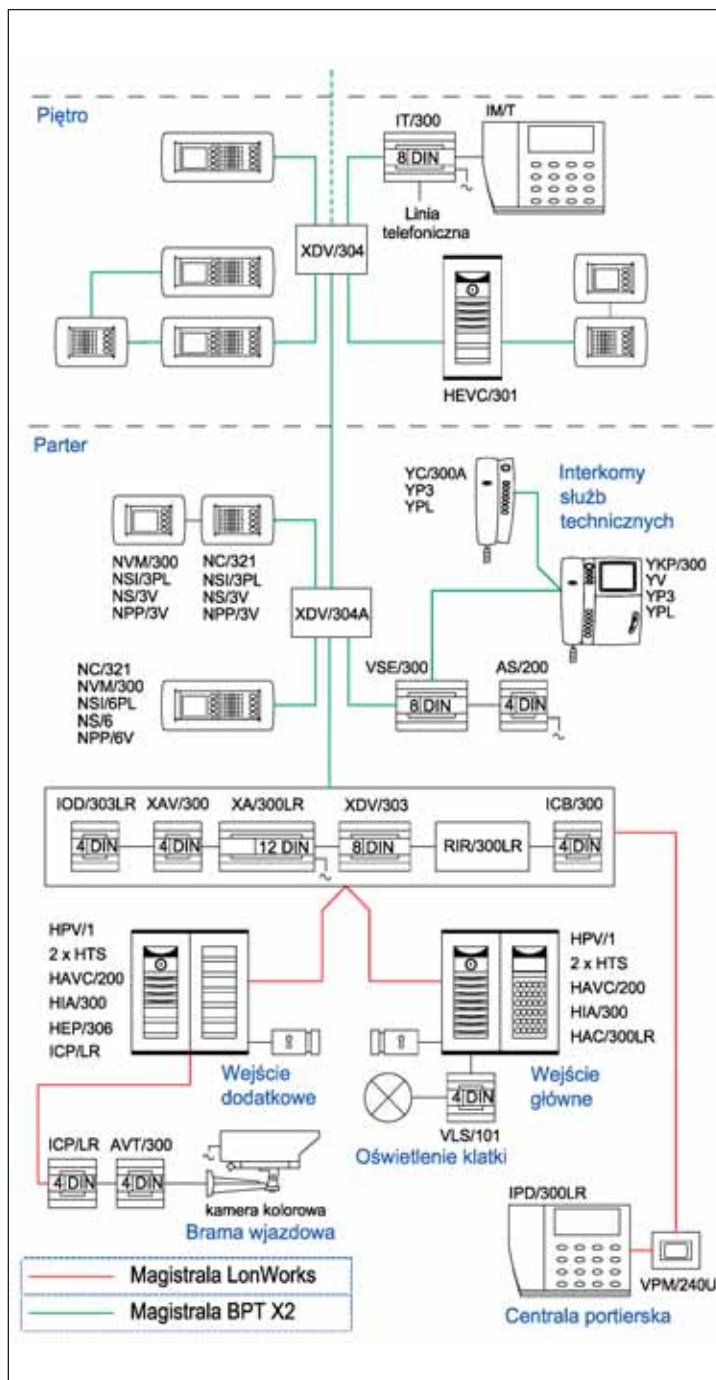 Piętro
IT/300
IM/T
8 DIN
Linia
telefoniczna
XDV/304
HEVC/301
Parter
YC/300A
YP3
YPL
Interkomy
służb
technicznych
NVM/300
NSI/3PL
NS/3V
NPP/3V
NC/321
NSI/3PL
NS/3V
NPP/3V
YKP/300
YV
YP3
YPL
XDV/304A
VSE/300
AS/200
8 DIN
4 DIN
NC/321
NVM/300
NSI/6PL
NS/6
NPP/6V
IOD/303LR
XAV/300
XA/300LR
XDV/303
ICB/300
4 DIN
4 DIN
12 DIN
8 DIN
RIR/300LR
4 DIN
HPV/1
2 x HTS
HAVC/200
HIA/300
HEP/306
ICP/LR
HPV/1
2 x HTS
HAVC/200
HIA/300
HAC/300LR
Wejście
dodatkowe
Wejście
główne
4 DIN
VLS/101
Oświetlenie klatki
ICP/LR
AVT/300
4 DIN
4 DIN
kamera kolorowa
Brama wjazdowa
IPD/300LR
VPM/240U
Centrala portierska
Magistrala LonWorks
Magistrala BPT X2